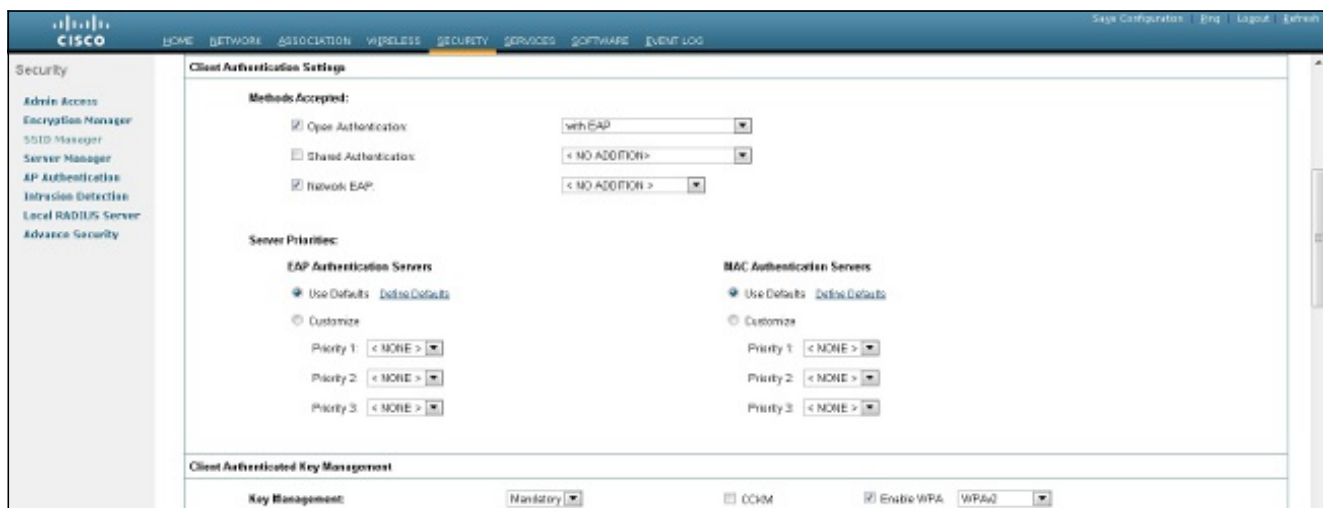 Save Configuration | Ping | Logout | Refresh
CISCO
HOME NETWORK ASSOCIATION WIRELESS SECURITY SERVICES SOFTWARE EVENT LOG
Security
Admin Access
Encryption Manager
SSID Manager
Server Manager
AP Authentication
Intrusion Detection
Local RADIUS Server
Advance Security
Client Authentication Settings
Methods Accepted:
Open Authentication: with EAP
Shared Authentication: < NO ADDITION>
Network EAP: < NO ADDITION >
Server Priorities:
EAP Authentication Servers
Use Defaults Define Defaults
Customize
Priority 1: < NONE >
Priority 2: < NONE >
Priority 3: < NONE >
MAC Authentication Servers
Use Defaults Define Defaults
Customize
Priority 1: < NONE >
Priority 2: < NONE >
Priority 3: < NONE >
Client Authenticated Key Management
Key Management: Mandatory CCKM Enable WPA WPAv2